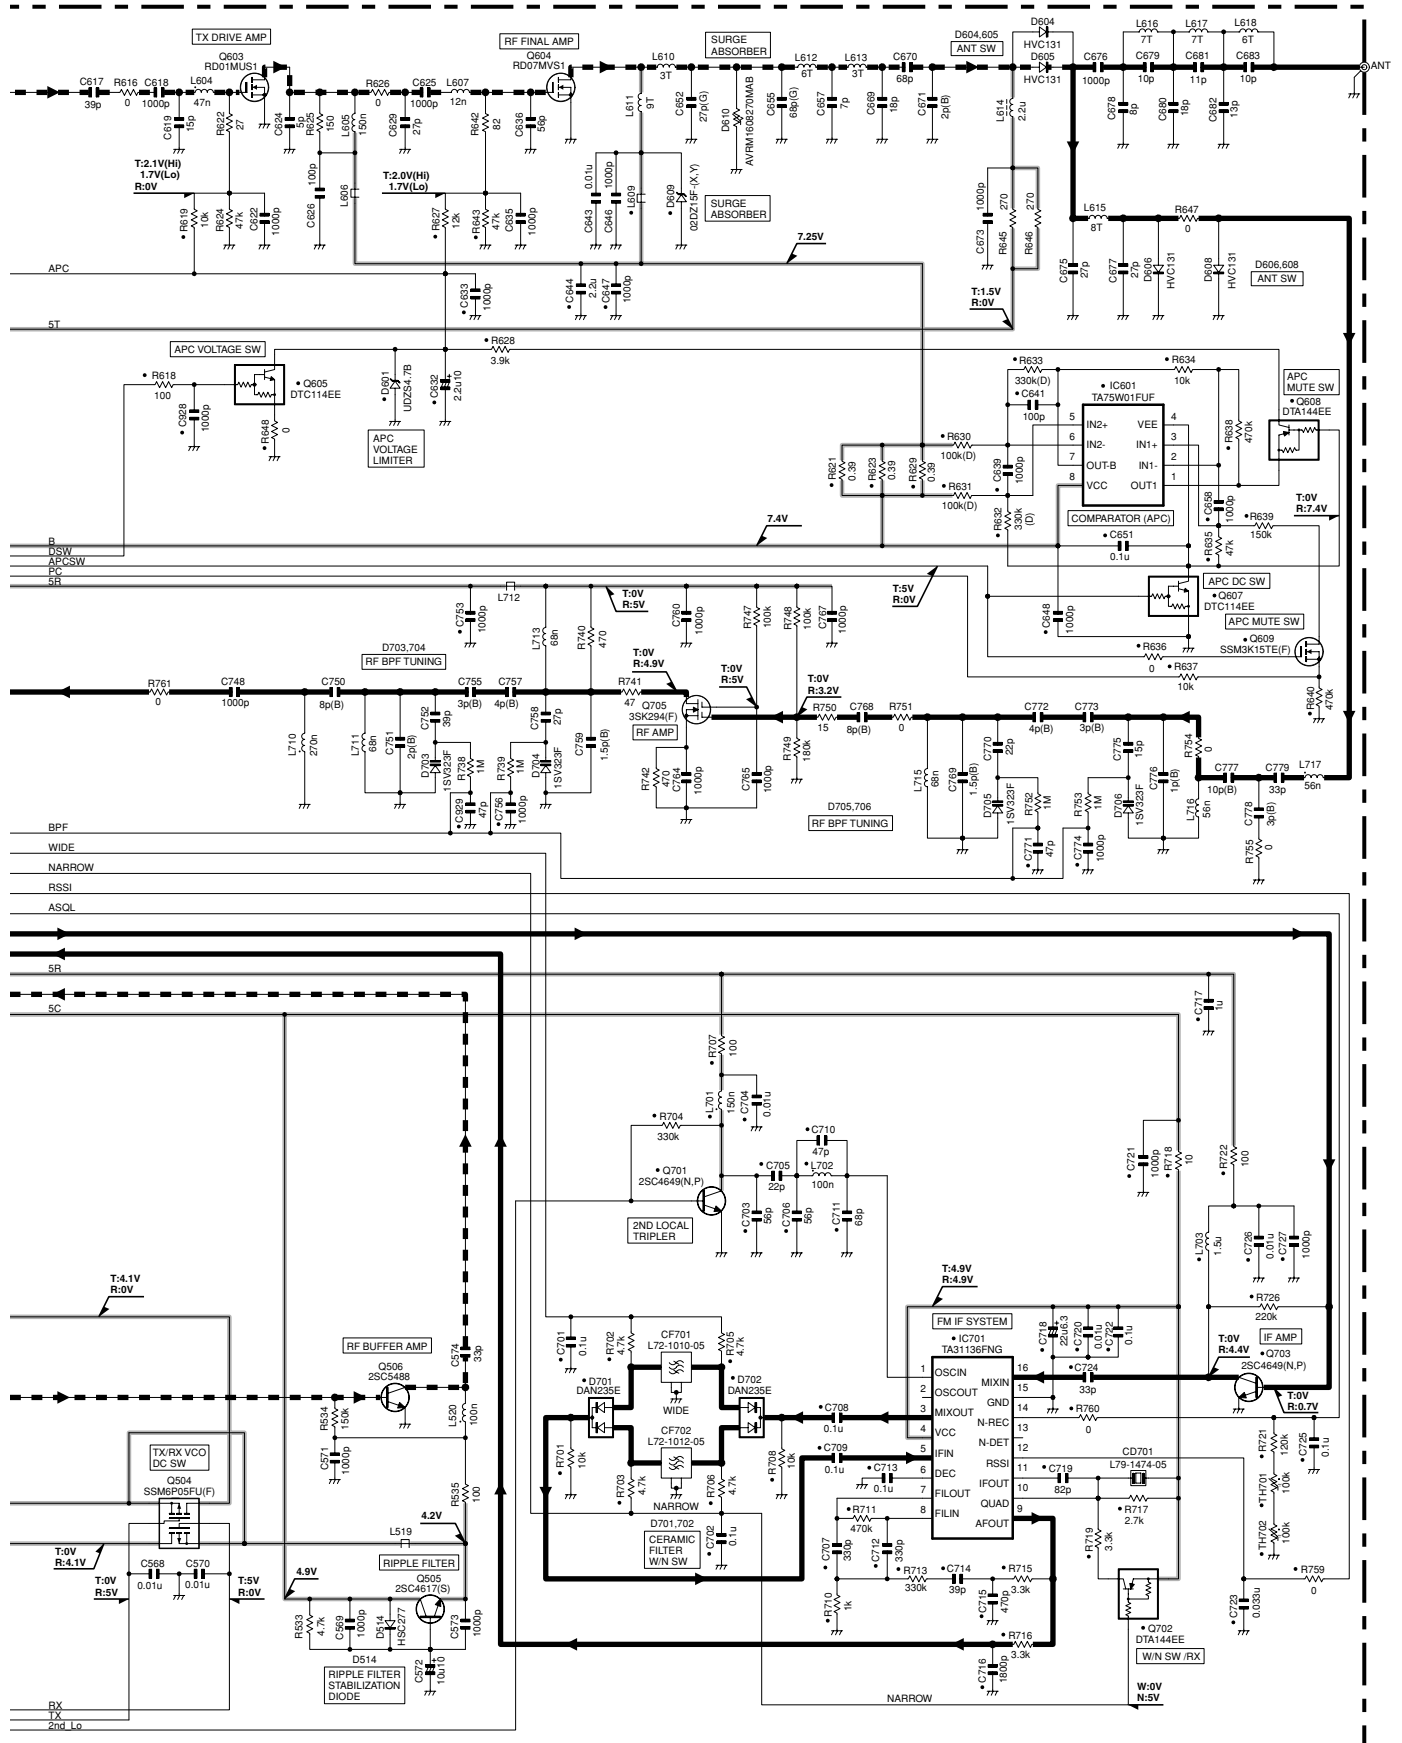 TX DRIVE AMP
Q603
RD01MUS1
RF FINAL AMP
Q604
RD07MVS1
SURGE
ABSORBER
D604,605
ANT SW
D604
HVC131
D605
HVC131
L616
7T
L617
7T
L618
6T
ANT
C617
39p
R616
0
C618
1000p
L604
47n
R626
0
C625
1000p
L607
12n
L610
3T
L612
6T
L613
3T
C670
68p
C676
1000p
C679
10p
C681
11p
C683
10p
C619
15p
R622
27
C624
5p
R625
150
L605
150n
C629
27p
R642
82
C636
56p
L611
9T
C652
27p(G)
D610
AVRM1608270MAB
C655
68p(G)
C657
7p
C669
18p
C671
2p(B)
L614
2.2u
C678
8p
C680
18p
C682
13p
T:2.1V(Hi)
1.7V(Lo)
R:0V
• R619
10k
R624
47k
C622
1000p
100p
C626
L606
T:2.0V(Hi)
1.7V(Lo)
• R627
12k
• R643
47k
C635
1000p
0.01u
C643
1000p
C646
• L609
• D609
02DZ15F-(X,Y)
SURGE
ABSORBER
1000p
C673
270
R645
270
R646
L615
8T
R647
0
C675
27p
C677
27p
D606
HVC131
D608
HVC131
D606,608
ANT SW
7.25V
APC
• C633
1000p
• C644
2.2u
• C647
1000p
T:1.5V
R:0V
5T
APC VOLTAGE SW
• R618
100
• C928
1000p
• Q605
DTC114EE
• R648
0
• D601
UDZS4.7B
APC
VOLTAGE
LIMITER
• C632
2.2u10
• R628
3.9k
• R633
330k(D)
• C641
100p
• R634
10k
• IC601
TA75W01FUF
5 IN2+
6 IN2-
7 OUT-B
8 VCC
VEE 4
IN1+ 3
IN1- 2
OUT1 1
COMPARATOR (APC)
• R638
470k
APC
MUTE SW
• Q608
DTA144EE
• R621
0.39
• R623
0.39
• R629
0.39
• R630
100k(D)
• R631
100k(D)
• C639
1000p
• R632
330k
(D)
• C658
1000p
• R635
47k
• R639
150k
T:0V
R:7.4V
7.4V
• C651
0.1u
B
DSW
APCSW
PC
5R
T:5V
R:0V
APC DC SW
• Q607
DTC114EE
APC MUTE SW
• Q609
SSM3K15TE(F)
• C648
1000p
• R636
0
• R637
10k
• R640
470k
• C753
1000p
L712
L713
68n
R740
470
T:0V
R:5V
C760
1000p
R747
100k
R748
100k
C767
1000p
D703,704
RF BPF TUNING
R761
0
C748
1000p
C750
8p(B)
C755
3p(B)
C757
4p(B)
R741
47
T:0V
R:4.9V
Q705
3SK294(F)
RF AMP
T:0V
R:5V
T:0V
R:3.2V
R750
15
C768
8p(B)
R751
0
C772
4p(B)
C773
3p(B)
L710
270n
L711
68n
C751
2p(B)
C752
39p
D703
1SV323F
R738
1M
• C929
47p
R739
1M
• C756
1000p
C758
27p
D704
1SV323F
C759
1.5p(B)
R742
470
C764
1000p
C765
1000p
R749
180k
L715
68n
C769
1.5p(B)
C770
22p
D705
1SV323F
R752
1M
• C771
47p
R753
1M
• C774
1000p
C775
15p
D706
1SV323F
C776
1p(B)
L716
56n
R754
0
C777
10p(B)
C779
33p
L717
56n
C778
3p(B)
R755
0
D705,706
RF BPF TUNING
BPF
WIDE
NARROW
RSSI
ASQL
5R
5C
• C717
1u
• R707
100
• L701
150n
• C704
0.01u
• R704
330k
• Q701
2SC4649(N,P)
2ND LOCAL
TRIPLER
• C705
22p
• C710
47p
• L702
100n
• C703
56p
• C706
56p
• C711
68p
• C721
1000p
• R718
10
• R722
100
• L703
1.5u
• C726
0.01u
• C727
1000p
• R726
220k
T:4.1V
R:0V
RF BUFFER AMP
Q506
2SC5488
C574
33p
L520
100n
R534
150k
C571
1000p
R535
100
• C701
0.1u
• R702
4.7k
CF701
L72-1010-05
• R705
4.7k
• D701
DAN235E
• D702
DAN235E
WIDE
CF702
L72-1012-05
NARROW
• R701
10k
• R703
4.7k
• R706
4.7k
• R708
10k
D701,702
CERAMIC
FILTER
W/N SW
• C702
0.1u
• C708
0.1u
• C709
0.1u
T:4.9V
R:4.9V
FM IF SYSTEM
• IC701
TA31136FNG
1 OSCIN
2 OSCOUT
3 MIXOUT
4 VCC
5 IFIN
6 DEC
7 FILOUT
8 FILIN
MIXIN 16
GND 15
N-REC 14
N-DET 13
RSSI 12
IFOUT 11
QUAD 10
AFOUT 9
• C718
22u6.3
• C720
0.01u
• C722
0.1u
• C724
33p
• R760
0
T:0V
R:4.4V
IF AMP
• Q703
2SC4649(N,P)
T:0V
R:0.7V
• R721
120k
• TH701
100k
• TH702
100k
• C725
0.1u
CD701
L79-1474-05
• C719
82p
• R717
2.7k
• R719
3.3k
• C713
0.1u
• R711
470k
• C707
330p
• C712
330p
• R713
330k
• C714
39p
• R715
3.3k
• R710
1k
• C715
470p
• R716
3.3k
• C716
1800p
• Q702
DTA144EE
W/N SW /RX
W:0V
N:5V
• C723
0.033u
• R759
0
NARROW
TX/RX VCO
DC SW
Q504
SSM6P05FU(F)
L519
4.2V
T:0V
R:4.1V
T:0V
R:5V
C568
0.01u
C570
0.01u
T:5V
R:0V
4.9V
RIPPLE FILTER
Q505
2SC4617(S)
R533
4.7k
C569
1000p
D514
HSC277
C573
1000p
C572
10u10
D514
RIPPLE FILTER
STABILIZATION
DIODE
RX
TX
2nd_Lo